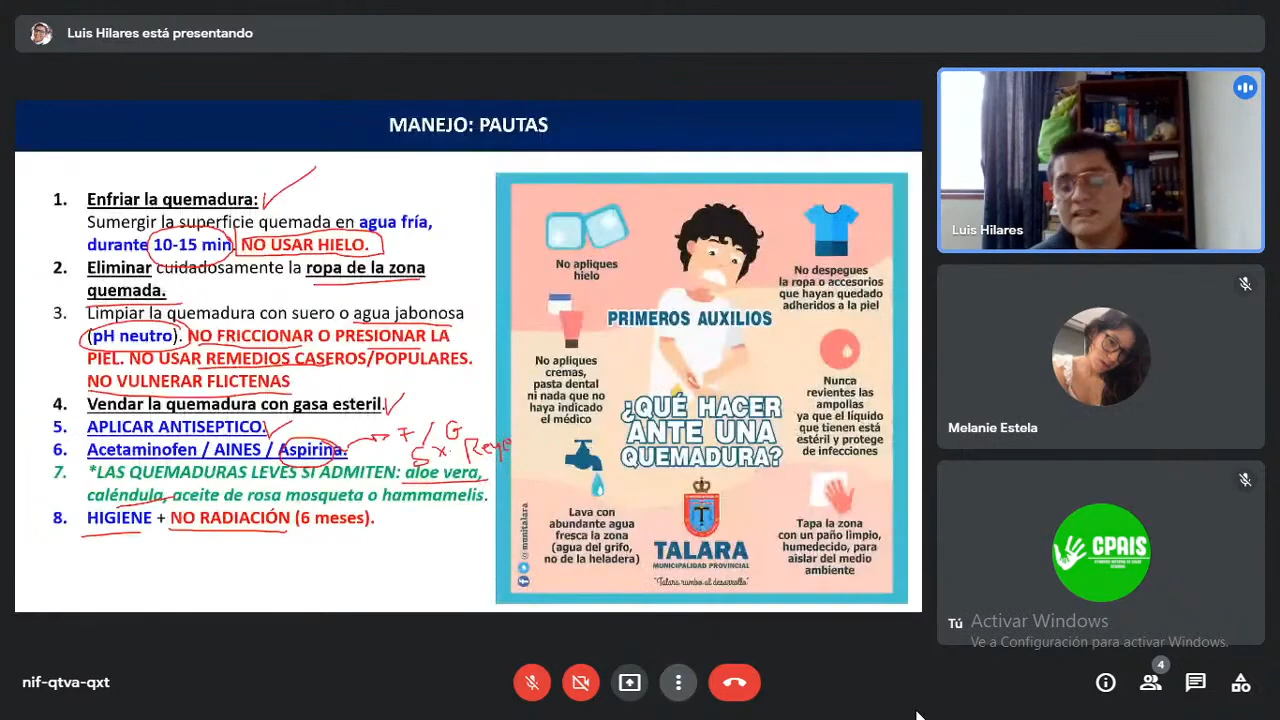 Luis Hilares está presentando
MANEJO: PAUTAS
1. Enfriar la quemadura:
Sumergir la superficie quemada en agua fría,
durante 10-15 min. NO USAR HIELO.
2. Eliminar cuidadosamente la ropa de la zona
quemada.
3. Limpiar la quemadura con suero o agua jabonosa
(pH neutro). NO FRICCIONAR O PRESIONAR LA
PIEL. NO USAR REMEDIOS CASEROS/POPULARES.
NO VULNERAR FLICTENAS
4. Vendar la quemadura con gasa esteril.
5. APLICAR ANTISEPTICO.
6. Acetaminofen / AINES / Aspirina.
7. *LAS QUEMADURAS LEVES SI ADMITEN: aloe vera,
caléndula, aceite de rosa mosqueta o hammamelis.
8. HIGIENE + NO RADIACIÓN (6 meses).
No apliques
hielo
No despegues
la ropa o accesorios
que hayan quedado
adheridos a la piel
PRIMEROS AUXILIOS
No apliques
cremas,
pasta dental
ni nada que no
haya indicado
el médico
Nunca
revientes las
ampollas
ya que el líquido
que tienen está
estéril y protege
de infecciones
¿QUÉ HACER
ANTE UNA
QUEMADURA?
Lava con
abundante agua
fresca la zona
(agua del grifo,
no de la heladera)
Tapa la zona
con un paño limpio,
humedecido, para
aislar del medio
ambiente
TALARA
MUNICIPALIDAD PROVINCIAL
"Talara rumbo al desarrollo"
@munitalara
Luis Hilares
Melanie Estela
CPAIS
Tú
Activar Windows
Ve a Configuración para activar Windows.
nif-qtva-qxt
4